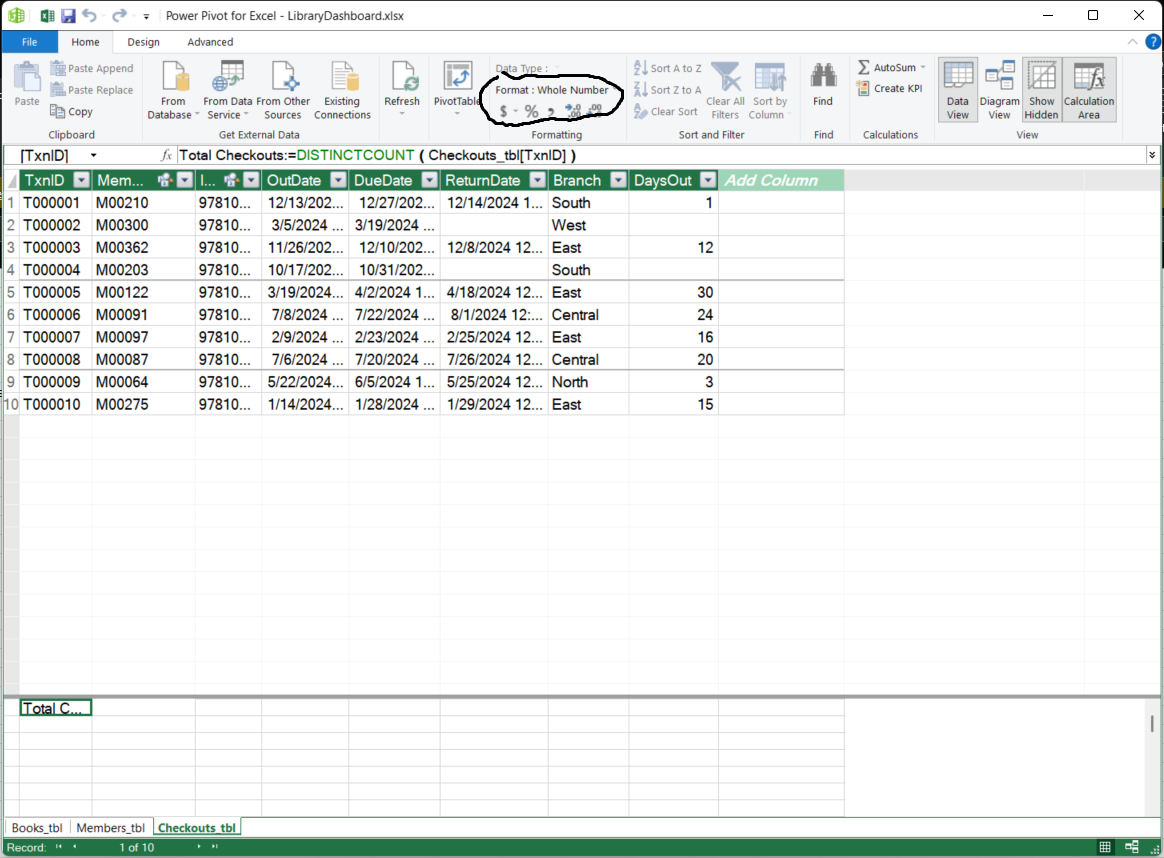 Power Pivot for Excel - LibraryDashboard.xlsx
File Home Design Advanced
Paste
Paste Append
Paste Replace
Copy
Clipboard
From Database
From Data Service
From Other Sources
Existing Connections
Get External Data
Refresh
PivotTable
Data Type :
Format : Whole Number
$ % ,
Formatting
Sort A to Z
Sort Z to A
Clear Sort
Clear All Filters
Sort by Column
Sort and Filter
Find
Find
AutoSum
Create KPI
Calculations
Data View
Diagram View
Show Hidden
Calculation Area
View
[TxnID] fx Total Checkouts:=DISTINCTCOUNT ( Checkouts_tbl[TxnID] )
TxnID Mem... I... OutDate DueDate ReturnDate Branch DaysOut Add Column
1 T000001 M00210 97810... 12/13/202... 12/27/202... 12/14/2024 1... South 1
2 T000002 M00300 97810... 3/5/2024 ... 3/19/2024 ... West
3 T000003 M00362 97810... 11/26/202... 12/10/202... 12/8/2024 12... East 12
4 T000004 M00203 97810... 10/17/202... 10/31/202... South
5 T000005 M00122 97810... 3/19/2024... 4/2/2024 1... 4/18/2024 12... East 30
6 T000006 M00091 97810... 7/8/2024 ... 7/22/2024 ... 8/1/2024 12:... Central 24
7 T000007 M00097 97810... 2/9/2024 ... 2/23/2024 ... 2/25/2024 12... East 16
8 T000008 M00087 97810... 7/6/2024 ... 7/20/2024 ... 7/26/2024 12... Central 20
9 T000009 M00064 97810... 5/22/2024... 6/5/2024 1... 5/25/2024 12... North 3
10 T000010 M00275 97810... 1/14/2024... 1/28/2024 ... 1/29/2024 12... East 15
Total C...
Books_tbl Members_tbl Checkouts_tbl
Record: 1 of 10